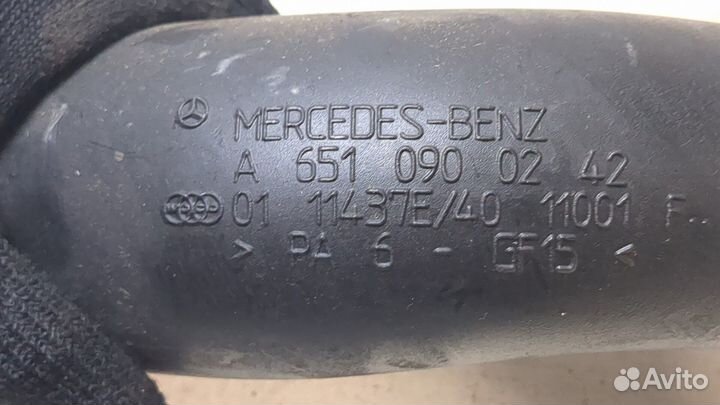 MERCEDES-BENZ
A 651 090 02 42
01 11437E/40 11001 F
> PA 6 - GF15 <
Avito